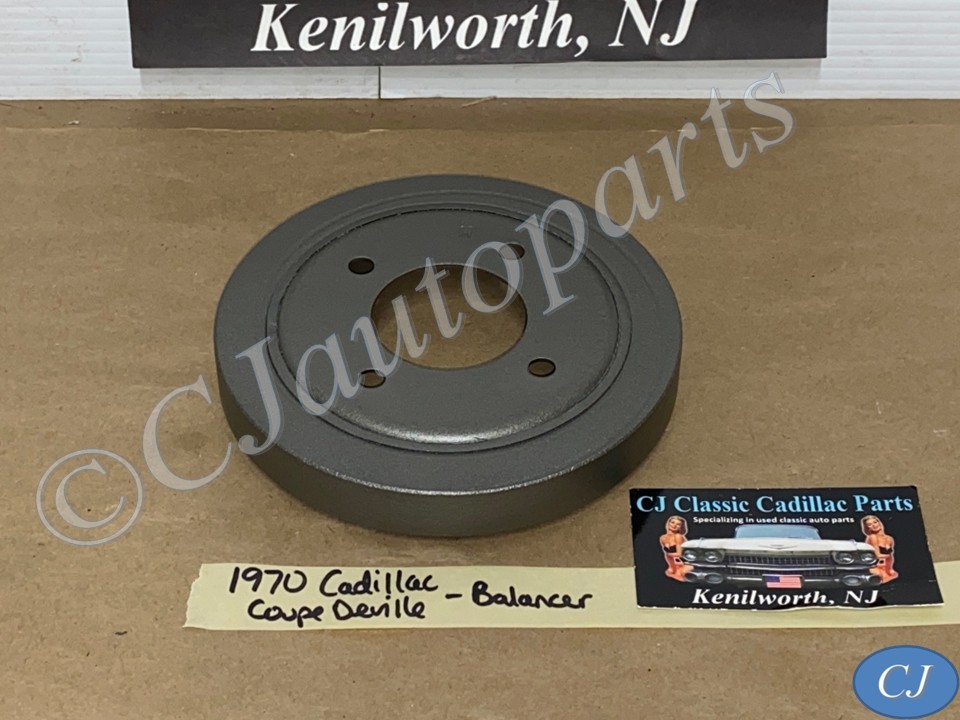 Kenilworth, NJ
©CJautoparts
CJ Classic Cadillac Parts
Specializing in used classic auto parts
Kenilworth, NJ
1970 Cadillac
Coupe Deville - Balancer
CJ